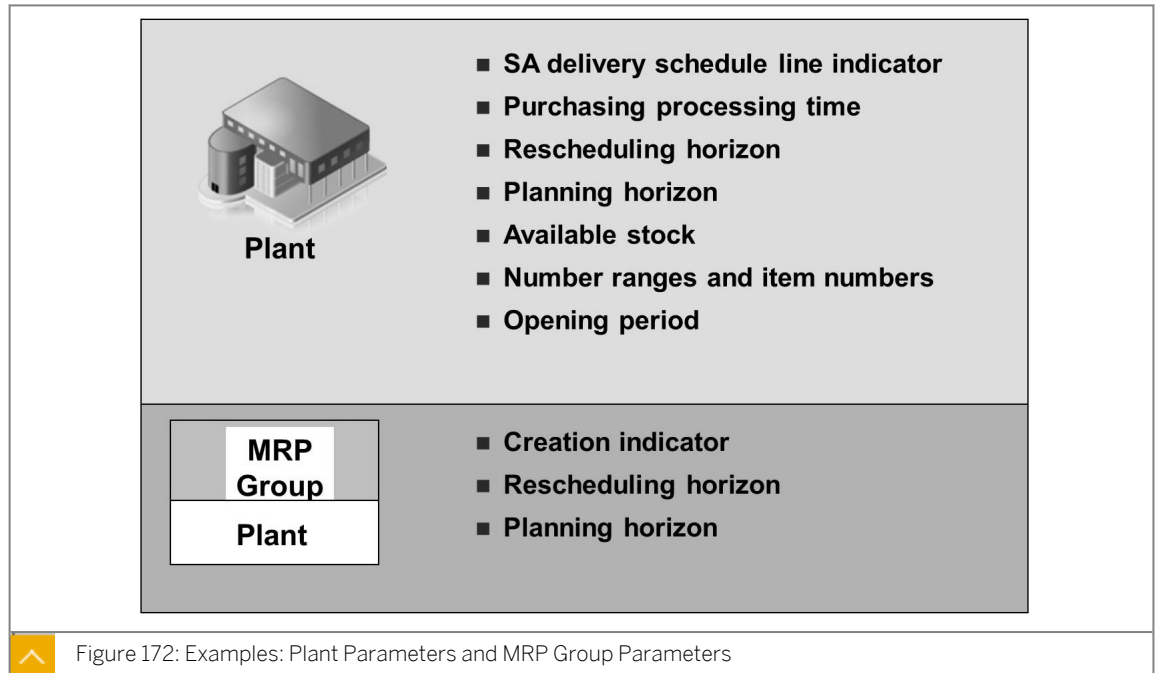 ■ SA delivery schedule line indicator
■ Purchasing processing time
■ Rescheduling horizon
■ Planning horizon
■ Available stock
■ Number ranges and item numbers
■ Opening period
Plant
MRP
Group
Plant
■ Creation indicator
■ Rescheduling horizon
■ Planning horizon
Figure 172: Examples: Plant Parameters and MRP Group Parameters